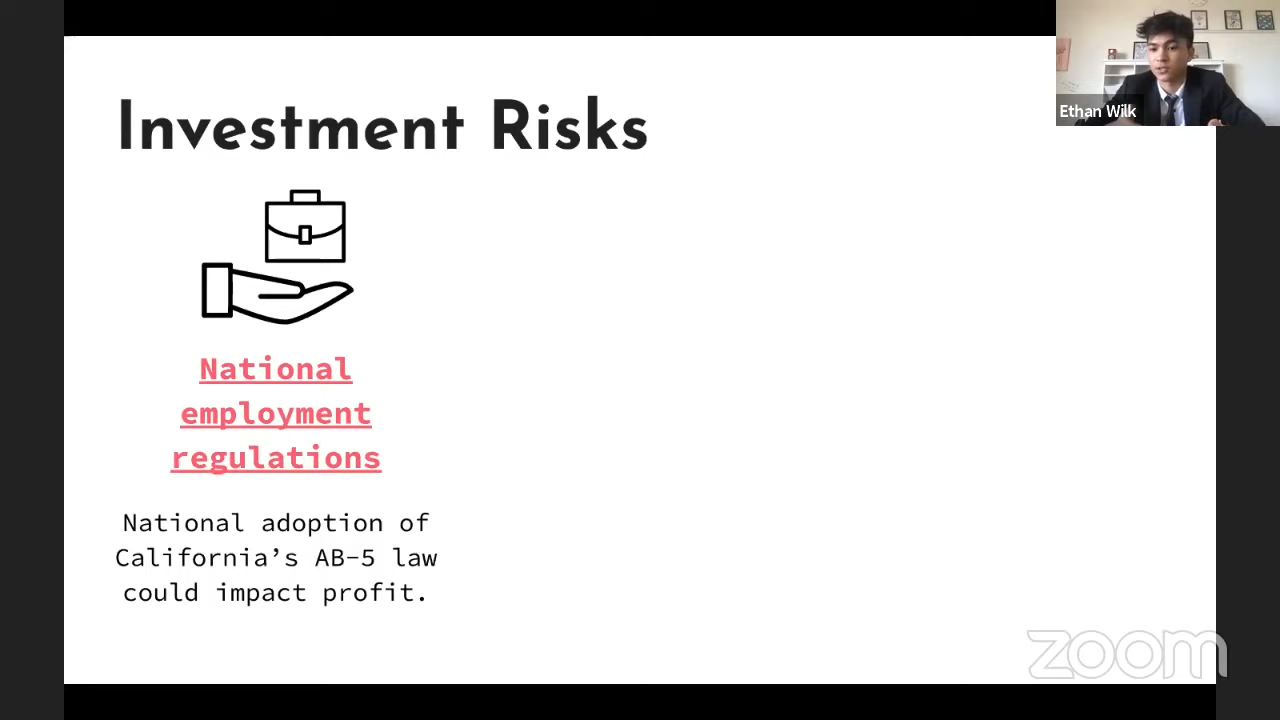 Investment Risks
Ethan Wilk
National
employment
regulations
National adoption of
California’s AB-5 law
could impact profit.
zoom